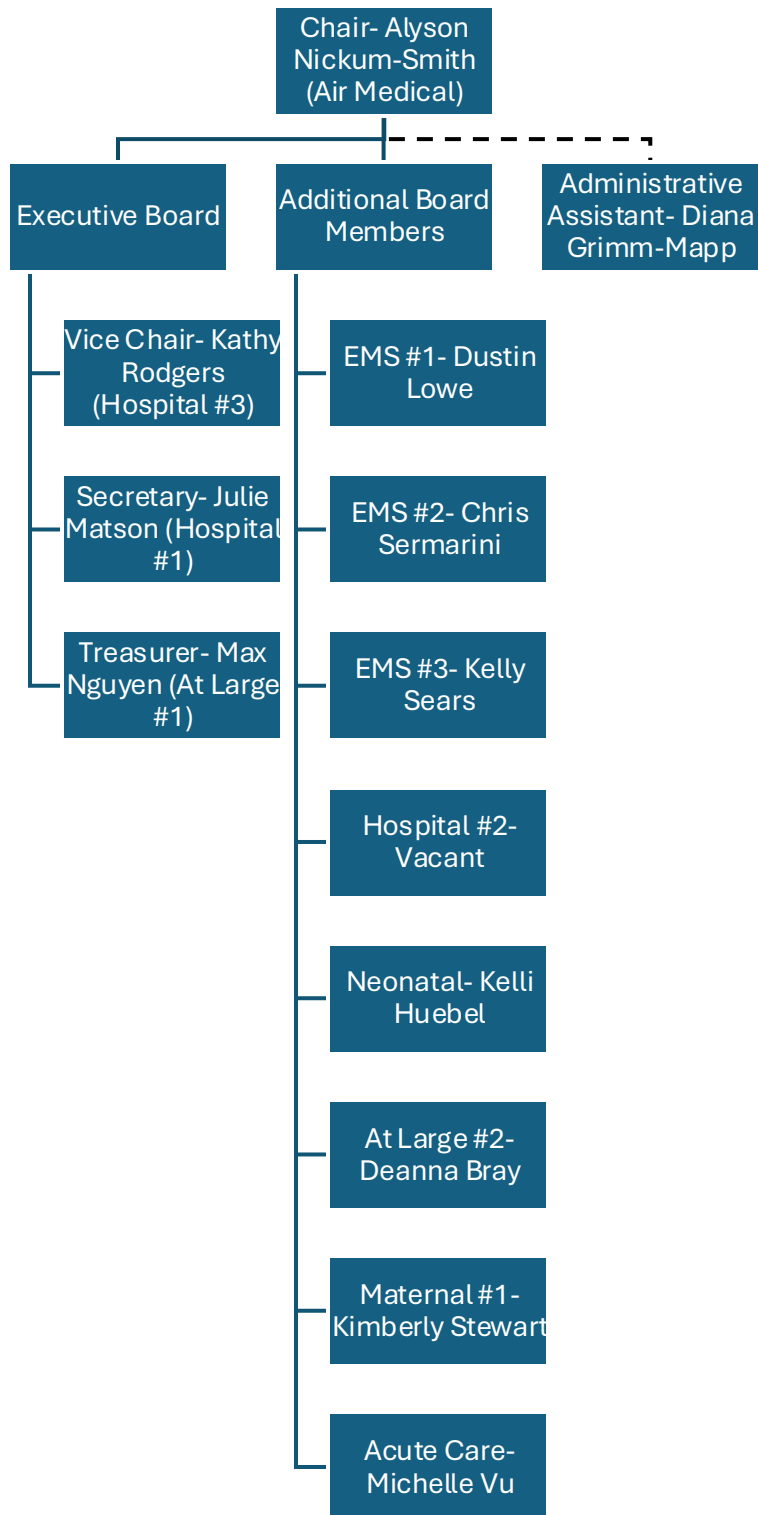 Chair- Alyson
Nickum-Smith
(Air Medical)
Executive Board
Additional Board
Members
Administrative
Assistant- Diana
Grimm-Mapp
Vice Chair- Kathy
Rodgers
(Hospital #3)
Secretary- Julie
Matson (Hospital
#1)
Treasurer- Max
Nguyen (At Large
#1)
EMS #1- Dustin
Lowe
EMS #2- Chris
Sermarini
EMS #3- Kelly
Sears
Hospital #2-
Vacant
Neonatal- Kelli
Huebel
At Large #2-
Deanna Bray
Maternal #1-
Kimberly Stewart
Acute Care-
Michelle Vu